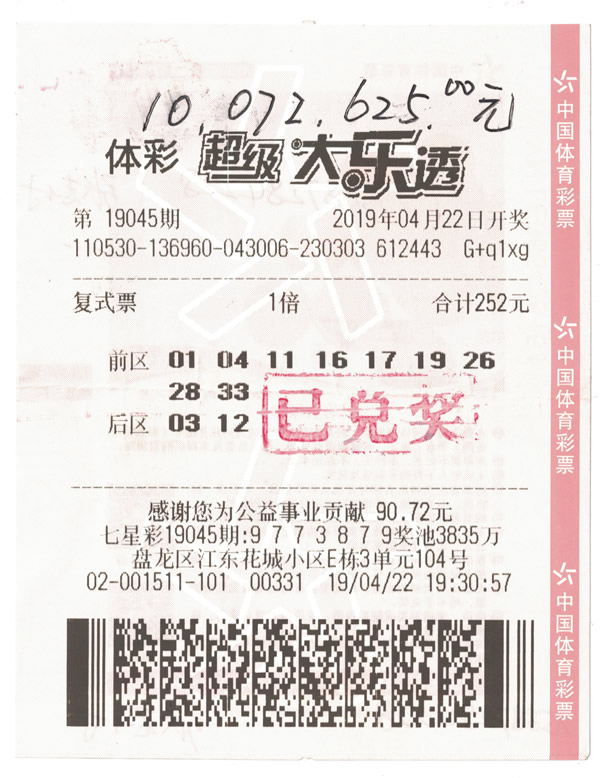 10,072,625.00元
体彩 超级大乐透
第 19045期 2019年04月22日开奖
110530-136960-043006-230303 612443 G+q1xg
复式票 1倍 合计252元
前区 01 04 11 16 17 19 26
28 33
后区 03 12
已兑奖
感谢您为公益事业贡献 90.72元
七星彩19045期:9 7 7 3 8 7 9奖池3835万
盘龙区江东花城小区E栋3单元104号
02-001511-101 00331 19/04/22 19:30:57
中国体育彩票
中国体育彩票
中国体育彩票